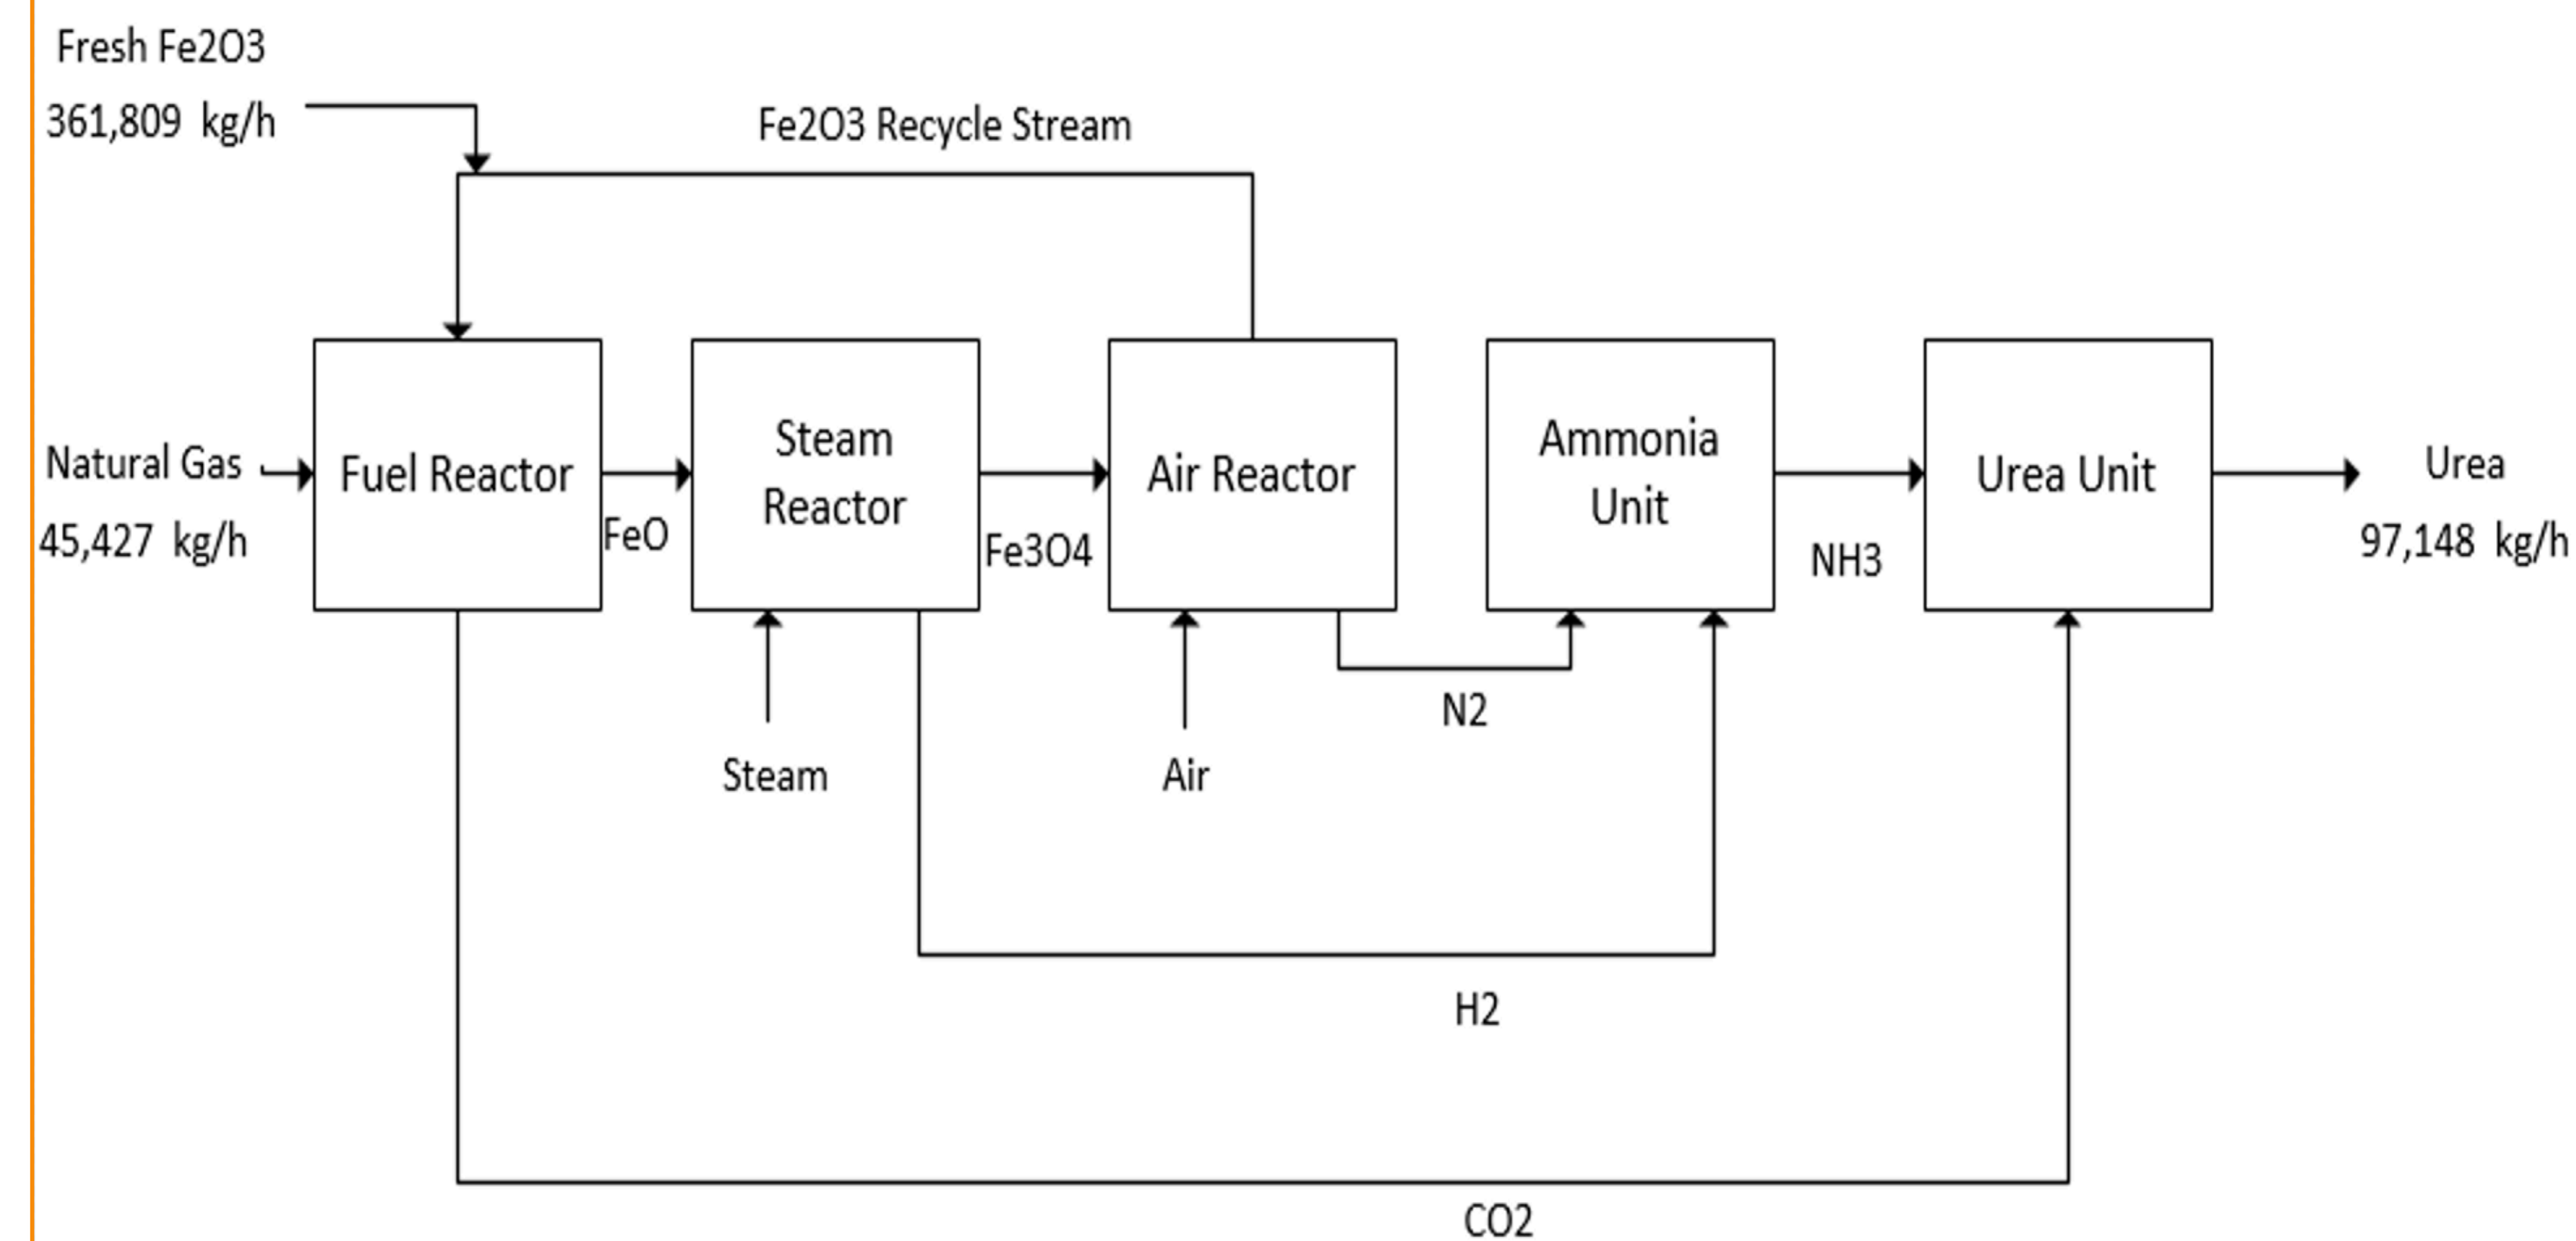 Fresh Fe2O3
361,809 kg/h
Fe2O3 Recycle Stream
Natural Gas
45,427 kg/h
Fuel Reactor
FeO
Steam
Reactor
Fe3O4
Air Reactor
Ammonia
Unit
NH3
Urea Unit
Urea
97,148 kg/h
Steam
Air
N2
H2
CO2